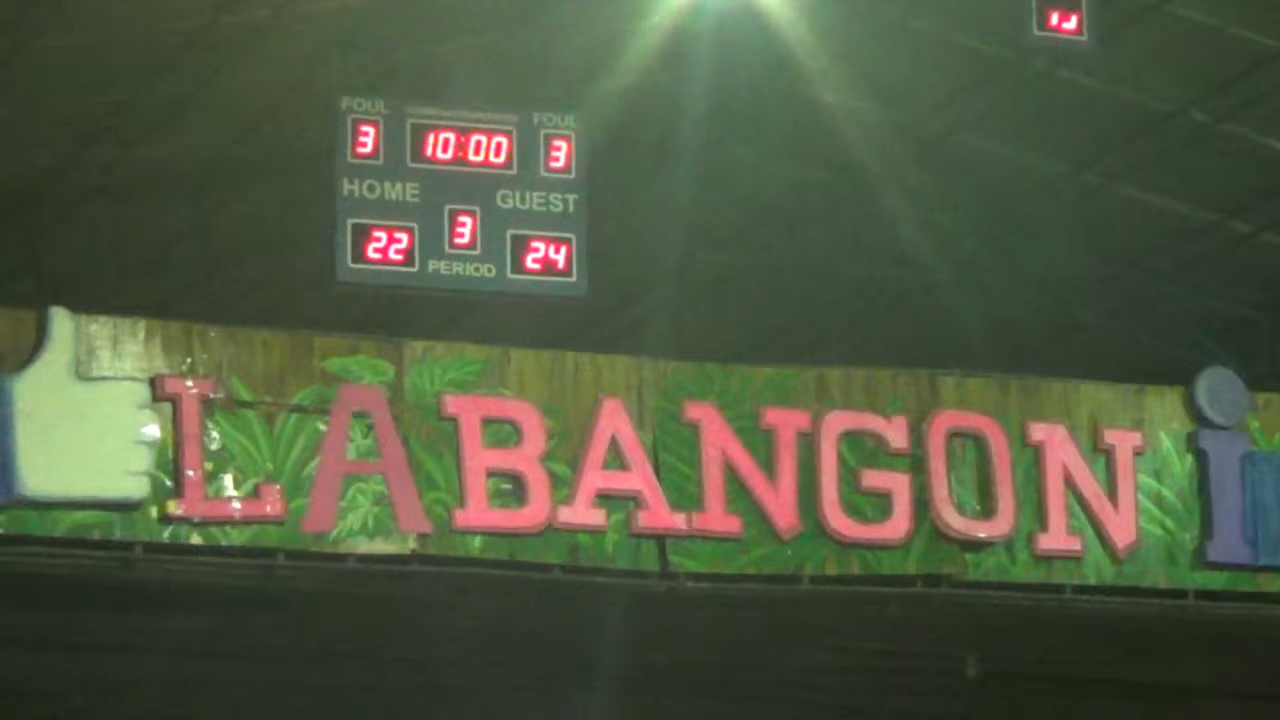 FOUL FOUL
3 10:00 3
HOME GUEST
3
22 24
PERIOD
LABANGON